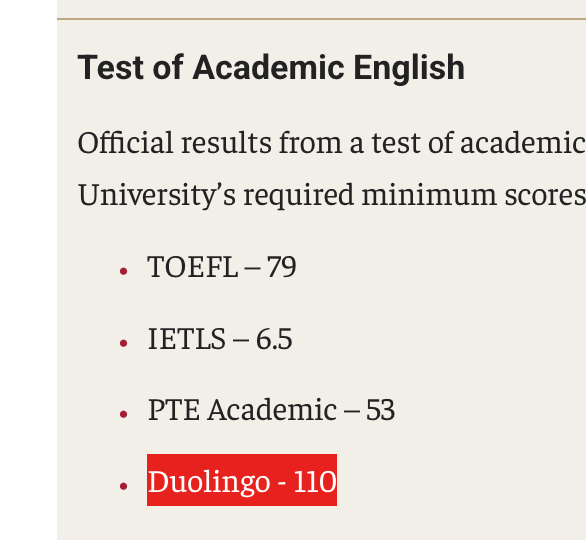 Test of Academic English
Official results from a test of academic
University’s required minimum scores
TOEFL – 79
IETLS – 6.5
PTE Academic – 53
Duolingo - 110